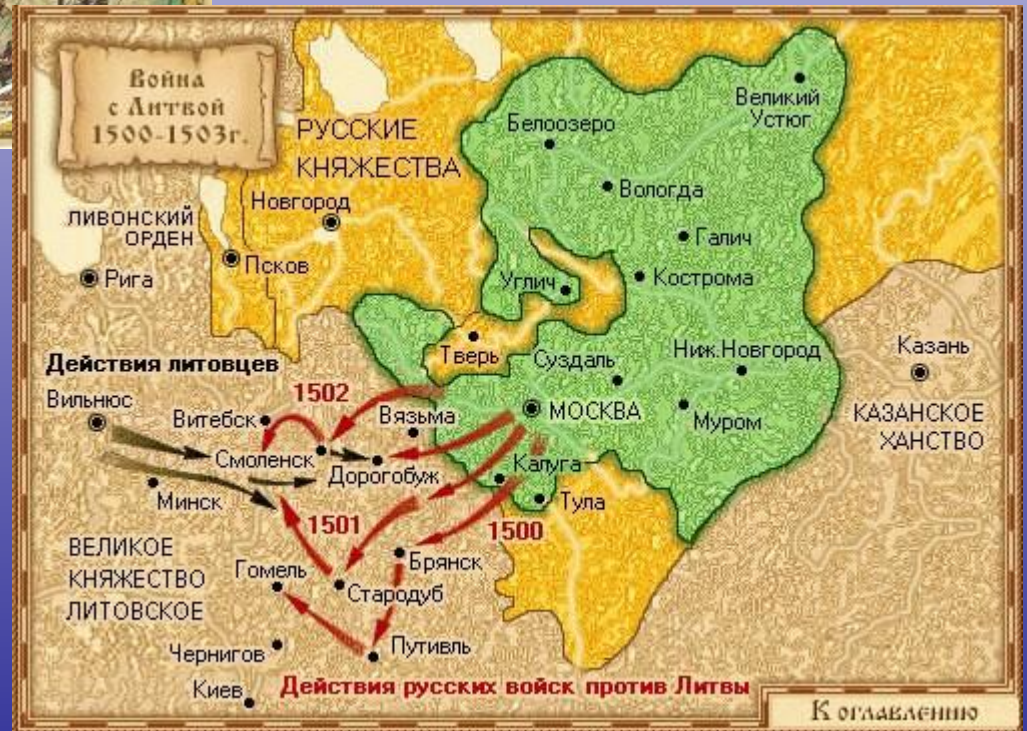 Война
с Литвой
1500-1503г.
РУССКИЕ
КНЯЖЕСТВА
Белоозеро
Великий
Устюг
Вологда
Новгород
ЛИВОНСКИЙ
ОРДЕН
Галич
Псков
Рига
Углич
Кострома
Тверь
Суздаль
Ниж.Новгород
Казань
Действия литовцев
Вильнюс
1502
Витебск
Вязьма
МОСКВА
Муром
КАЗАНСКОЕ
ХАНСТВО
Смоленск
Дорогобуж
Калуга
Минск
Тула
1501
1500
ВЕЛИКОЕ
КНЯЖЕСТВО
ЛИТОВСКОЕ
Гомель
Брянск
Стародуб
Чернигов
Путивль
Киев
Действия русских войск против Литвы
К оглавлению